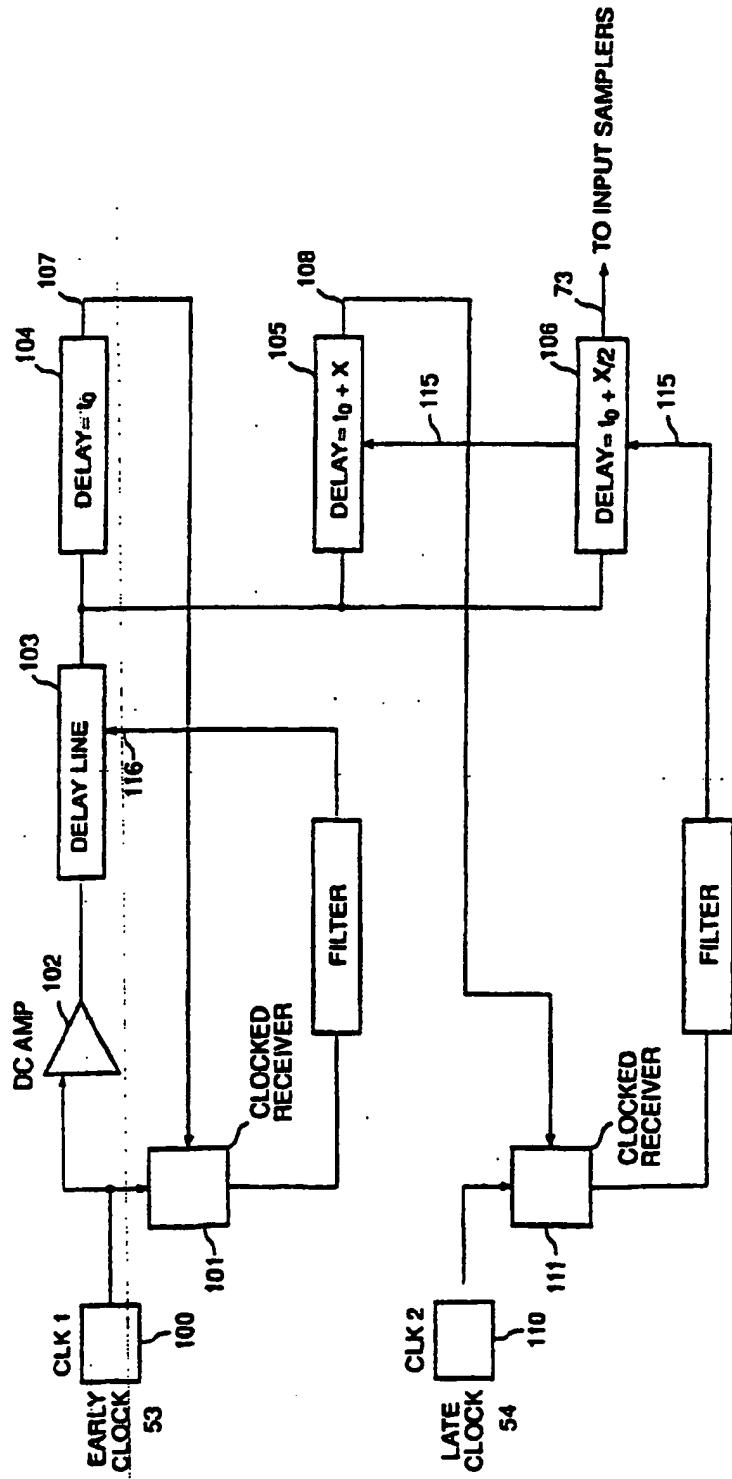 EARLY
CLOCK
53
CLK 1
100
101
CLOCKED
RECEIVER
DC AMP
102
DELAY LINE
103
116
FILTER
DELAY= t₀
104
107
LATE
CLOCK
54
CLK 2
110
111
CLOCKED
RECEIVER
FILTER
DELAY= t₀ + X
105
108
115
DELAY= t₀ + X/2
106
115
73
TO INPUT SAMPLERS